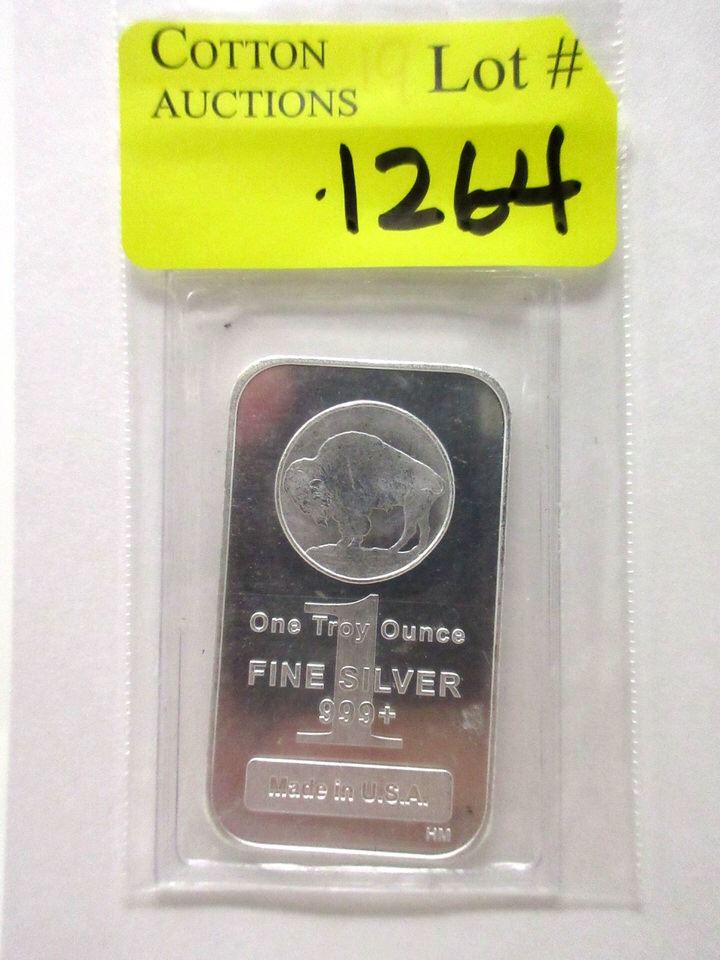 COTTON
AUCTIONS
Lot #
.1264
One Troy Ounce
1
FINE SILVER
999+
Made in U.S.A.
HM